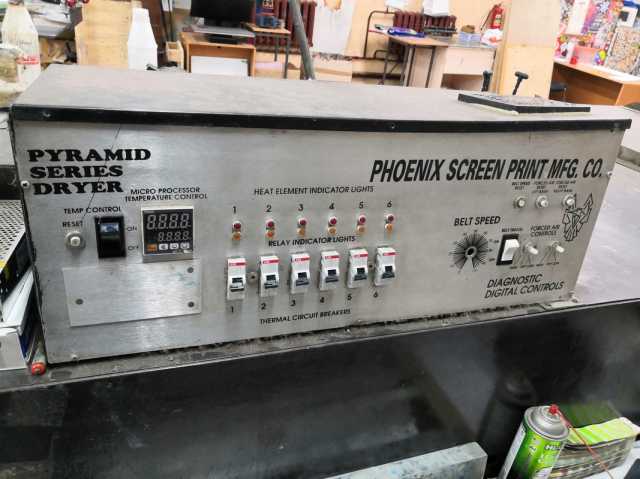 PYRAMID
SERIES
DRYER
MICRO PROCESSOR
TEMPERATURE CONTROL
TEMP CONTROL
RESET
ON
OFF
HEAT ELEMENT INDICATOR LIGHTS
1 2 3 4 5 6
RELAY INDICATOR LIGHTS
1 2 3 4 5 6
THERMAL CIRCUIT BREAKERS
PHOENIX SCREEN PRINT MFG. CO.
BELT SPEED
FORCED AIR
CONTROLS
DIAGNOSTIC
DIGITAL CONTROLS